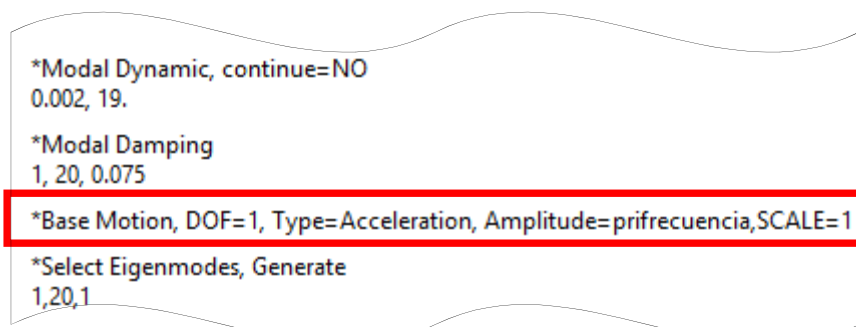 *Modal Dynamic, continue=NO
0.002, 19.
*Modal Damping
1, 20, 0.075
*Base Motion, DOF=1, Type=Acceleration, Amplitude=prifrecuencia,SCALE=1
*Select Eigenmodes, Generate
1,20,1